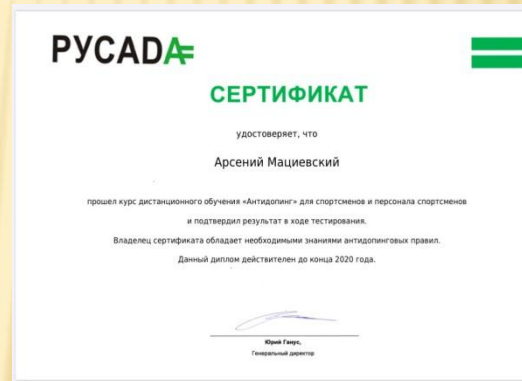 РУСАДА
СЕРТИФИКАТ
удостоверяет, что
Арсений Мациевский
прошел курс дистанционного обучения «Антидопинг» для спортсменов и персонала спортсменов
и подтвердил результат в ходе тестирования.
Владелец сертификата обладает необходимыми знаниями антидопинговых правил.
Данный диплом действителен до конца 2020 года.
Юрий Ганус,
Генеральный директор